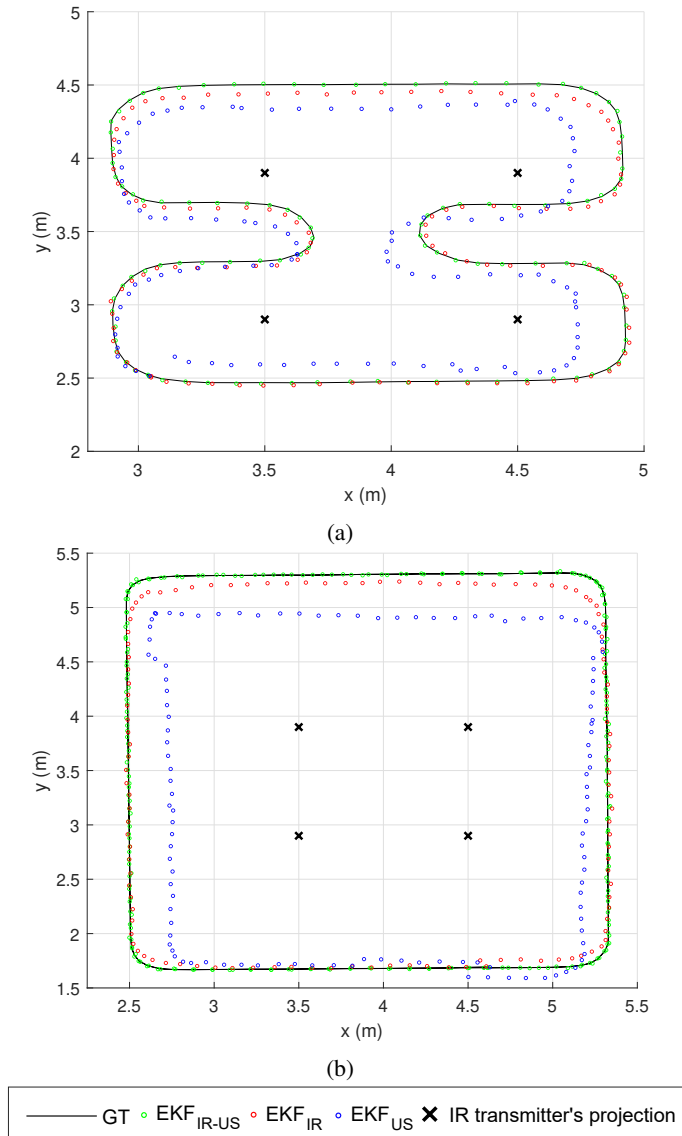 5
4.5
4
3.5
3
2.5
2
y (m)
3 3.5 4 4.5 5
x (m)
(a)
5.5
5
4.5
4
3.5
3
2.5
2
1.5
y (m)
2.5 3 3.5 4 4.5 5 5.5
x (m)
(b)
GT EKF_IR-US EKF_IR EKF_US IR transmitter's projection